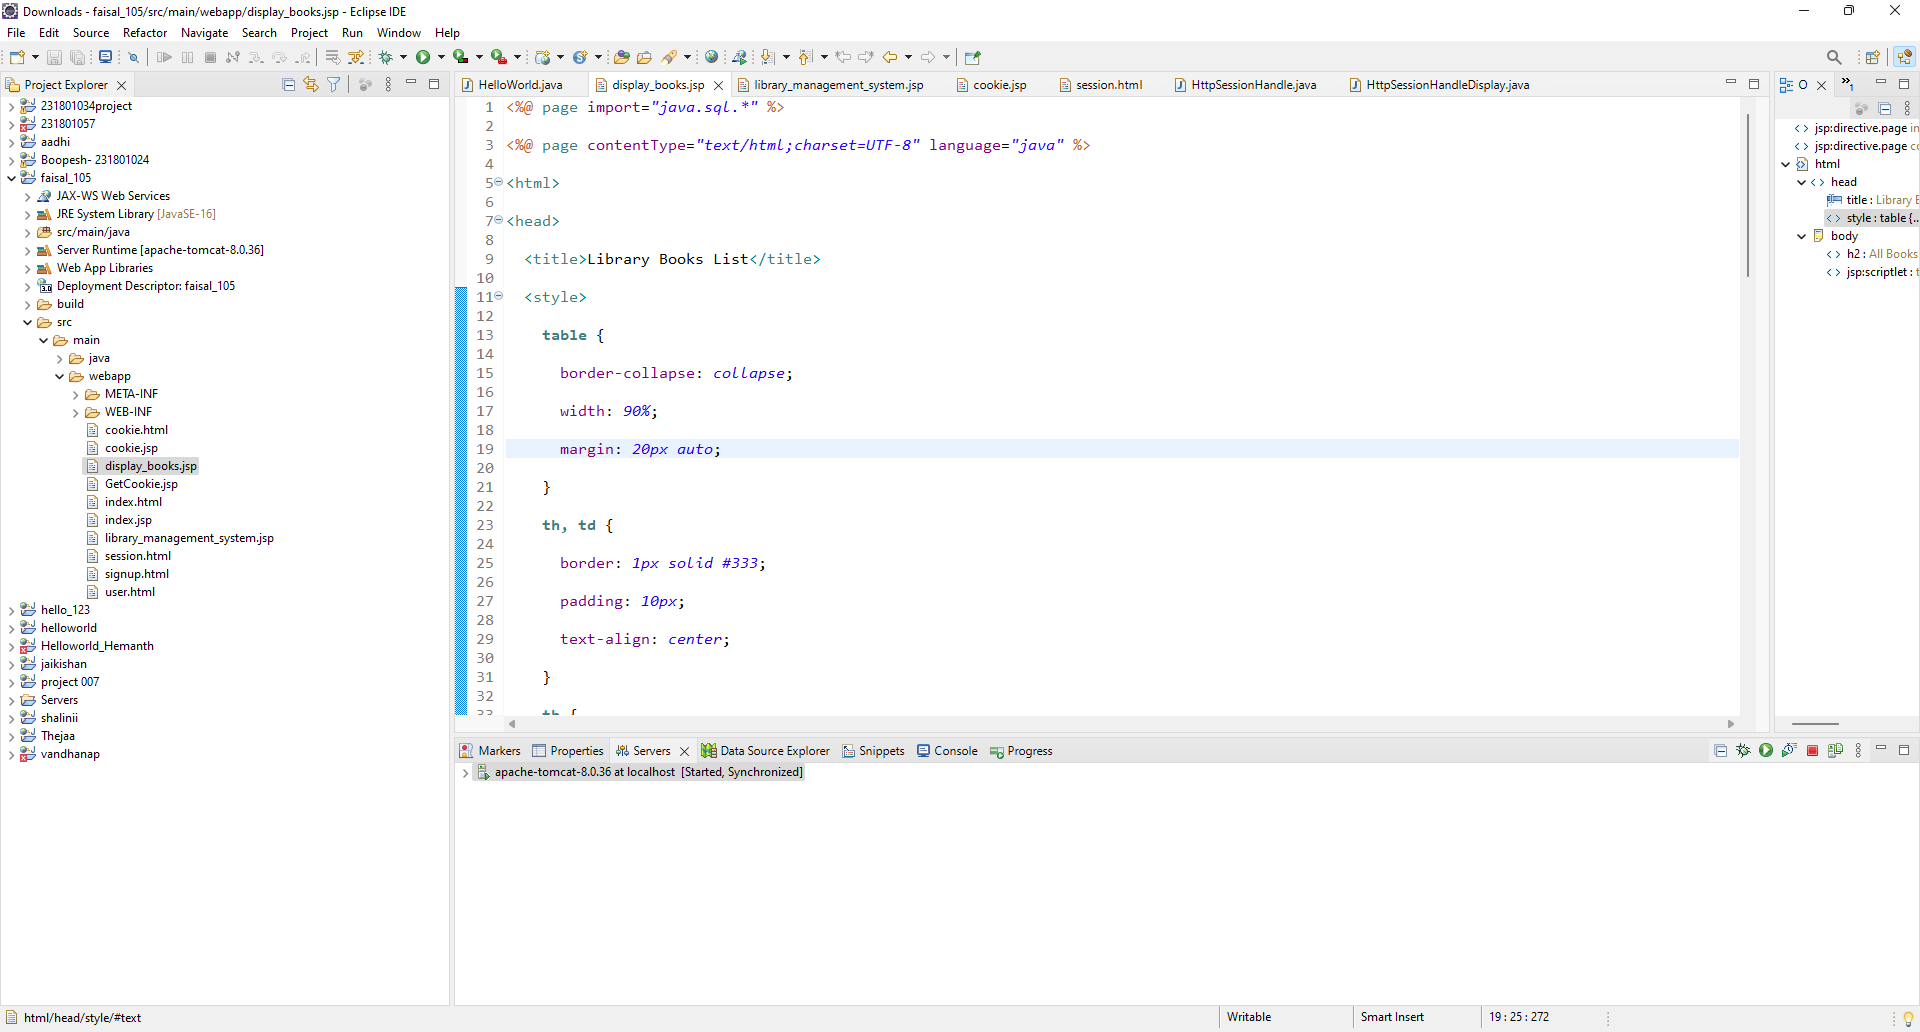 Downloads - faisal_105/src/main/webapp/display_books.jsp - Eclipse IDE
File Edit Source Refactor Navigate Search Project Run Window Help
Project Explorer
231801034project
231801057
aadhi
Boopesh- 231801024
faisal_105
JAX-WS Web Services
JRE System Library [JavaSE-16]
src/main/java
Server Runtime [apache-tomcat-8.0.36]
Web App Libraries
Deployment Descriptor: faisal_105
build
src
main
java
webapp
META-INF
WEB-INF
cookie.html
cookie.jsp
display_books.jsp
GetCookie.jsp
index.html
index.jsp
library_management_system.jsp
session.html
signup.html
user.html
hello_123
helloworld
Helloworld_Hemanth
jaikishan
project 007
Servers
shalinii
Thejaa
vandhanap
HelloWorld.java display_books.jsp library_management_system.jsp cookie.jsp session.html HttpSessionHandle.java HttpSessionHandleDisplay.java
1 <%@ page import="java.sql.*" %>
2
3 <%@ page contentType="text/html;charset=UTF-8" language="java" %>
4
5 <html>
6
7 <head>
8
9 <title>Library Books List</title>
10
11 <style>
12
13 table {
14
15 border-collapse: collapse;
16
17 width: 90%;
18
19 margin: 20px auto;
20
21 }
22
23 th, td {
24
25 border: 1px solid #333;
26
27 padding: 10px;
28
29 text-align: center;
30
31 }
32
33 th {
O »1
jsp:directive.page in
jsp:directive.page co
html
head
title : Library B
style : table {...
body
h2 : All Books
jsp:scriptlet : t
Markers Properties Servers Data Source Explorer Snippets Console Progress
apache-tomcat-8.0.36 at localhost [Started, Synchronized]
html/head/style/#text Writable Smart Insert 19 : 25 : 272